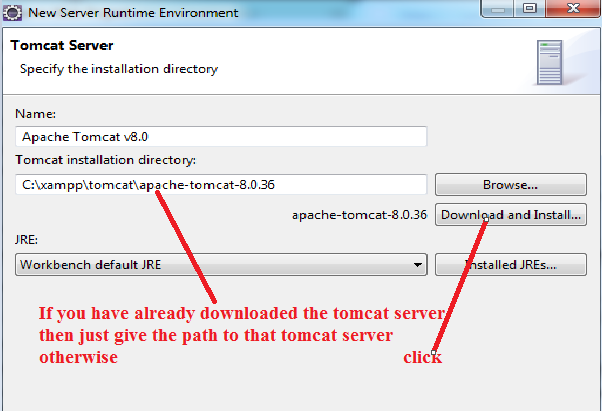 New Server Runtime Environment
Tomcat Server
Specify the installation directory
Name:
Apache Tomcat v8.0
Tomcat installation directory:
C:\xampp\tomcat\apache-tomcat-8.0.36
Browse...
apache-tomcat-8.0.36
Download and Install...
JRE:
Workbench default JRE
Installed JREs...
If you have already downloaded the tomcat server
then just give the path to that tomcat server
otherwise click